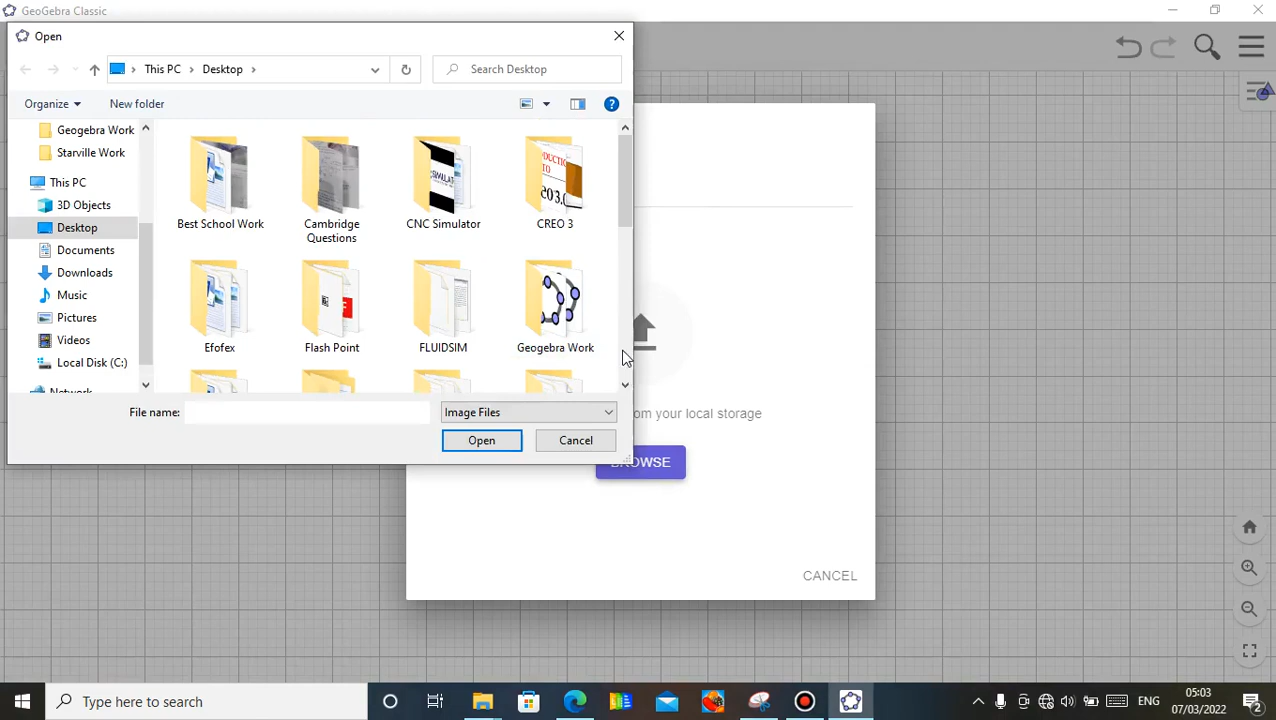 GeoGebra Classic
Open
This PC
Desktop
Search Desktop
Organize
New folder
Geogebra Work
Starville Work
This PC
3D Objects
Desktop
Documents
Downloads
Music
Pictures
Videos
Local Disk (C:)
Network
Best School Work
Cambridge
Questions
CNC Simulator
CREO 3
Efofex
Flash Point
FLUIDSIM
Geogebra Work
File name:
Image Files
Open
Cancel
om your local storage
BROWSE
CANCEL
Type here to search
ENG
05:03
07/03/2022
2